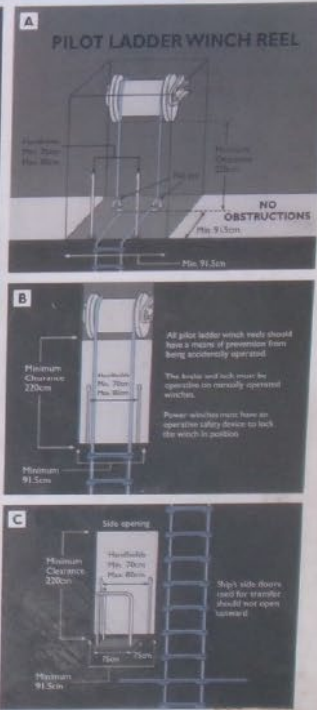 A
PILOT LADDER WINCH REEL
Handholds
Min. 70cm
Max. 80cm
Minimum
Clearance
220cm
NO
OBSTRUCTIONS
Min. 91.5cm
Min. 91.5cm
B
All pilot ladder winch reels should
have a means of prevention from
being accidentally operated.
The brake and lock must be
operative on manually operated
winches.
Power winches must have an
operative safety device to lock
the winch in position
Minimum
Clearance
220cm
Handholds
Min. 70cm
Max. 80cm
Minimum
91.5cm
C
Side opening
Minimum
Clearance
220cm
Handholds
Min. 70cm
Max. 80cm
Ship's side doors
used for transfer
should not open
outward
75cm
75cm
Minimum
91.5cm